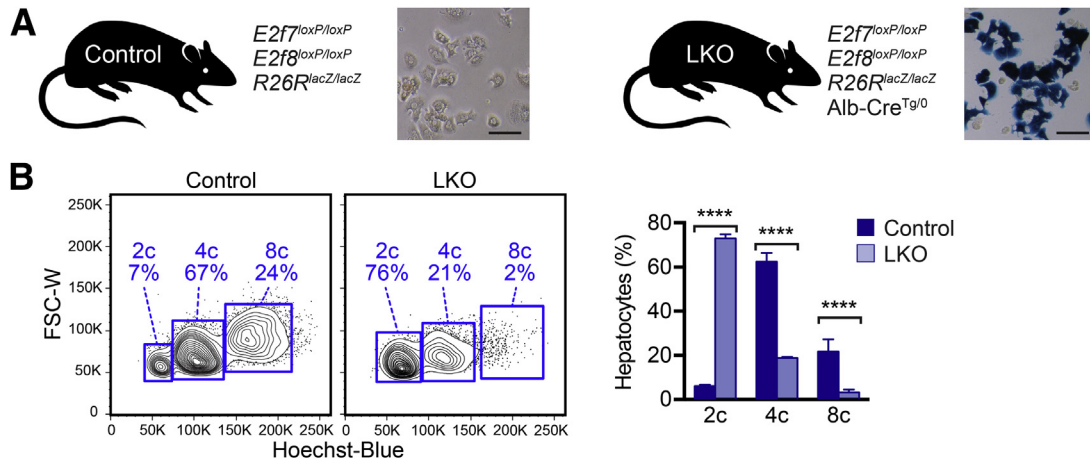 A
Control
E2f7loxP/loxP
E2f8loxP/loxP
R26RlacZ/lacZ
LKO
E2f7loxP/loxP
E2f8loxP/loxP
R26RlacZ/lacZ
Alb-CreTg/0
B
Control
LKO
250K
200K
150K
100K
50K
0
FSC-W
2c 4c 8c
7% 67% 24%
2c 4c 8c
76% 21% 2%
0 50K 100K 150K 200K 250K
0 50K 100K 150K 200K 250K
Hoechst-Blue
80
60
40
20
0
Hepatocytes (%)
****
****
****
2c 4c 8c
Control
LKO